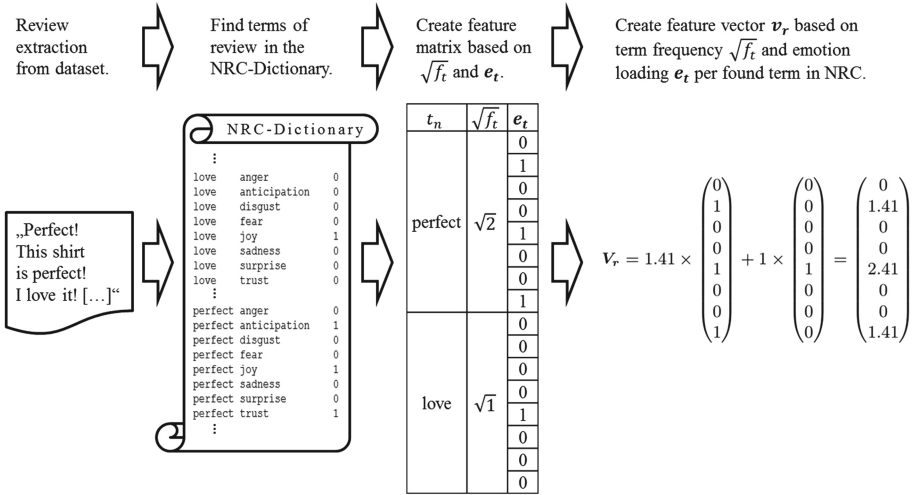 Review
extraction
from dataset.
Find terms of
review in the
NRC-Dictionary.
Create feature
matrix based on
√f_t and e_t.
Create feature vector v_r based on
term frequency √f_t and emotion
loading e_t per found term in NRC.
„Perfect!
This shirt
is perfect!
I love it! […]“
NRC-Dictionary
⋮
love anger 0
love anticipation 0
love disgust 0
love fear 0
love joy 1
love sadness 0
love surprise 0
love trust 0
⋮
perfect anger 0
perfect anticipation 1
perfect disgust 0
perfect fear 0
perfect joy 1
perfect sadness 0
perfect surprise 0
perfect trust 1
⋮
t_n √f_t e_t
perfect √2
0
1
0
0
1
0
0
1
love √1
0
0
0
0
1
0
0
0
V_r = 1.41 × (0 1 0 0 1 0 0 1) + 1 × (0 0 0 0 1 0 0 0) = (0 1.41 0 0 2.41 0 0 1.41)